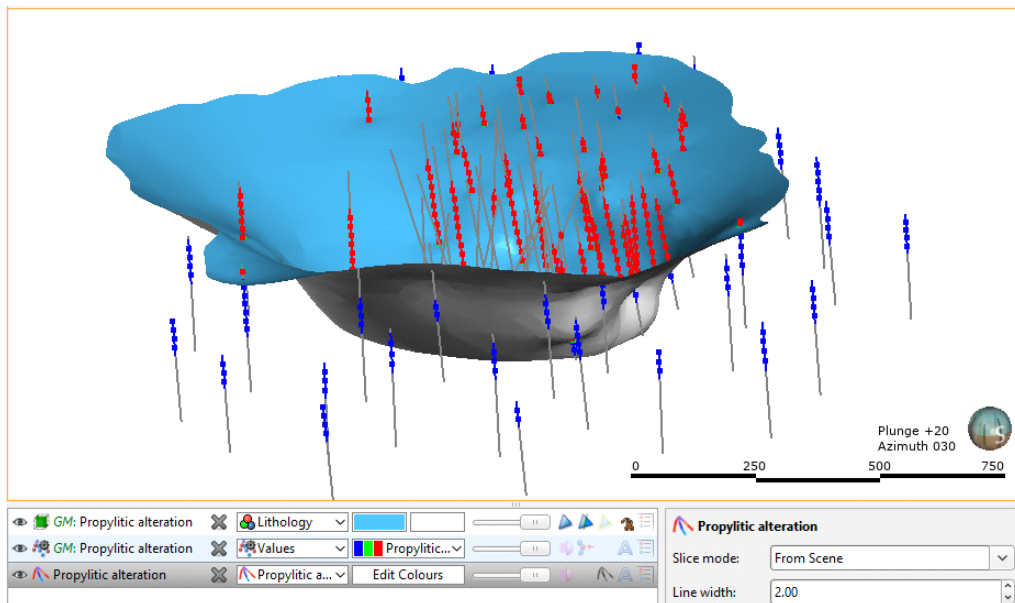 S
Plunge +20
Azimuth 030
0 250 500 750
GM: Propylitic alteration Lithology
GM: Propylitic alteration Values Propylitic...
Propylitic alteration Propylitic a... Edit Colours
Propylitic alteration
Slice mode: From Scene
Line width: 2.00